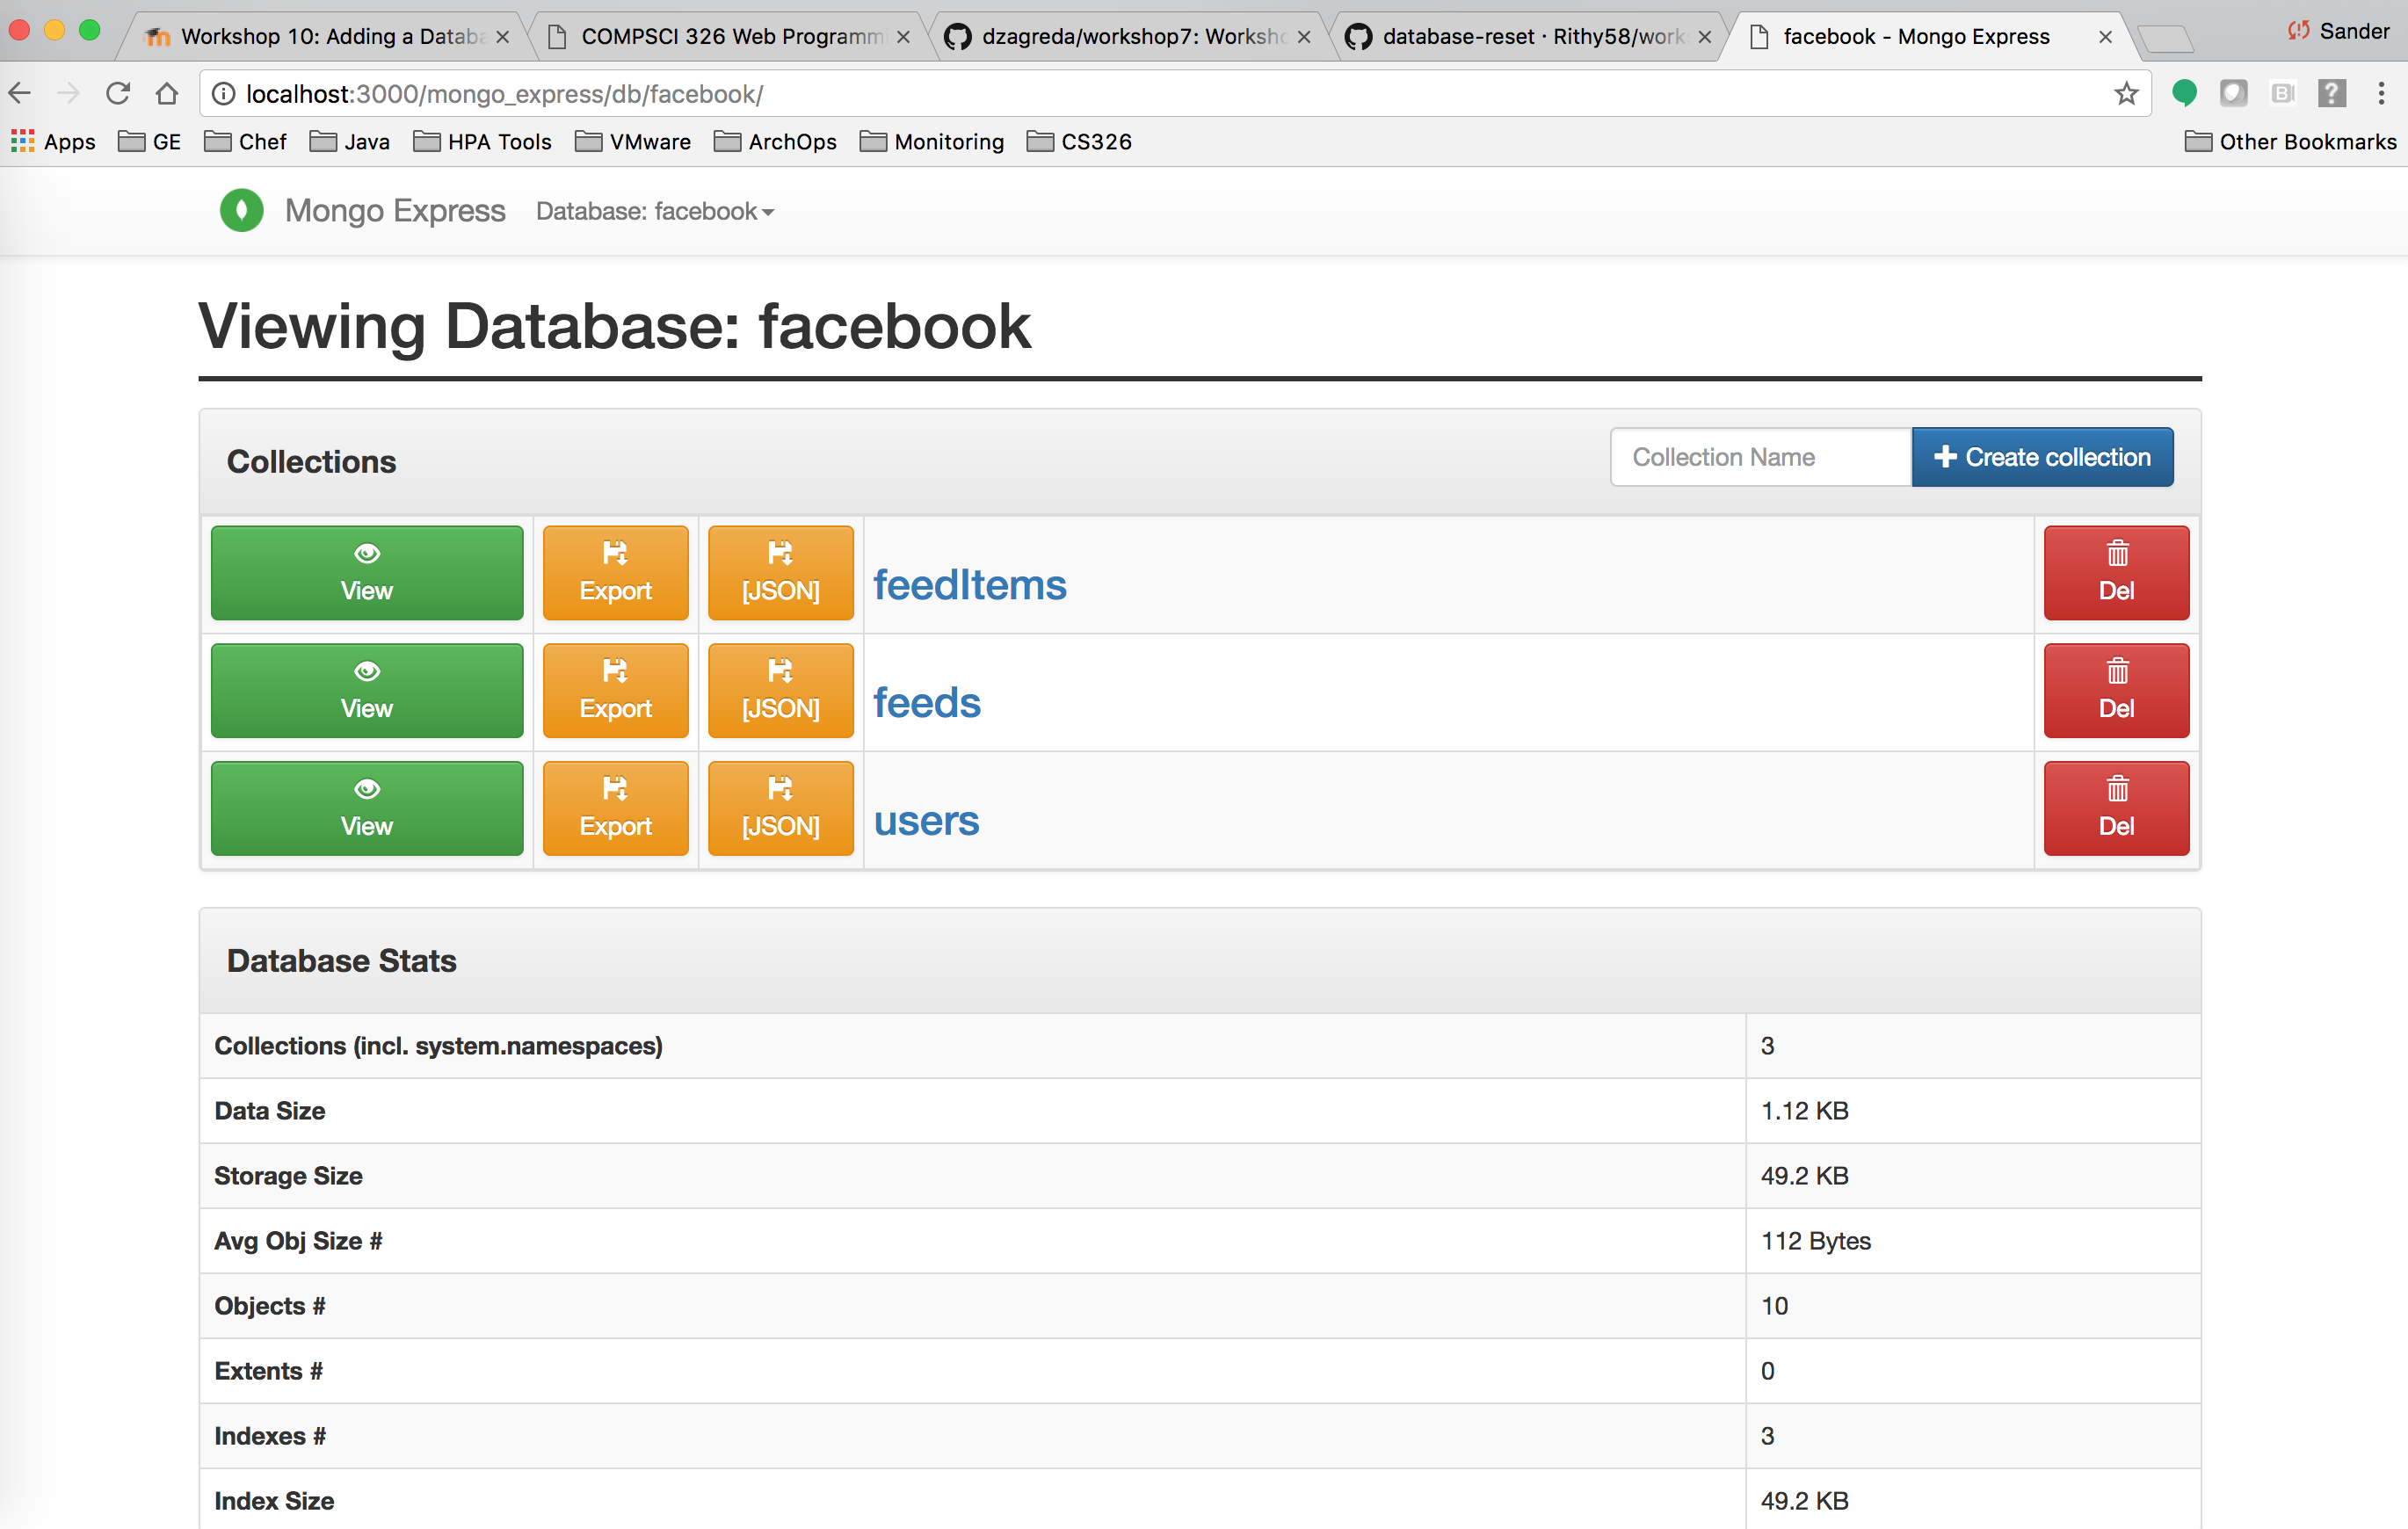 Workshop 10: Adding a Databa
COMPSCI 326 Web Programmi
dzagreda/workshop7: Worksho
database-reset · Rithy58/work
facebook - Mongo Express
Sander
localhost:3000/mongo_express/db/facebook/
Apps GE Chef Java HPA Tools VMware ArchOps Monitoring CS326 Other Bookmarks
Mongo Express Database: facebook
Viewing Database: facebook
Collections
Collection Name
Create collection
View Export [JSON] feedItems Del
View Export [JSON] feeds Del
View Export [JSON] users Del
Database Stats
Collections (incl. system.namespaces) 3
Data Size 1.12 KB
Storage Size 49.2 KB
Avg Obj Size # 112 Bytes
Objects # 10
Extents # 0
Indexes # 3
Index Size 49.2 KB